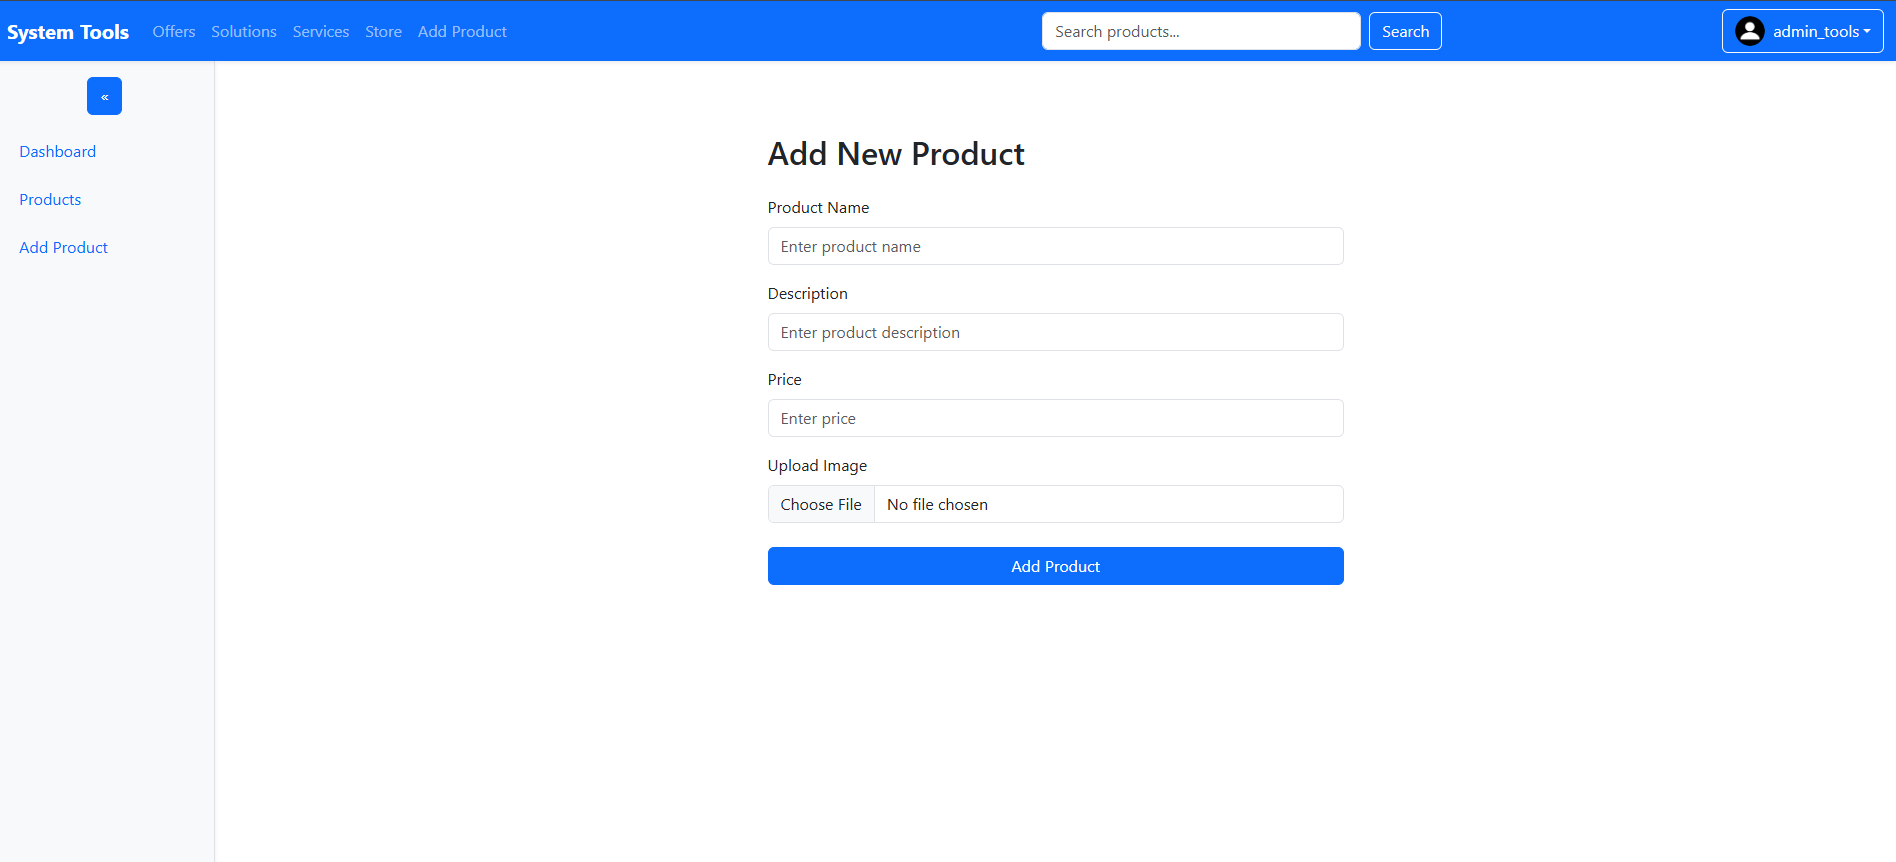 System Tools Offers Solutions Services Store Add Product Search products... Search admin_tools
«
Dashboard
Products
Add Product
Add New Product
Product Name
Enter product name
Description
Enter product description
Price
Enter price
Upload Image
Choose File No file chosen
Add Product